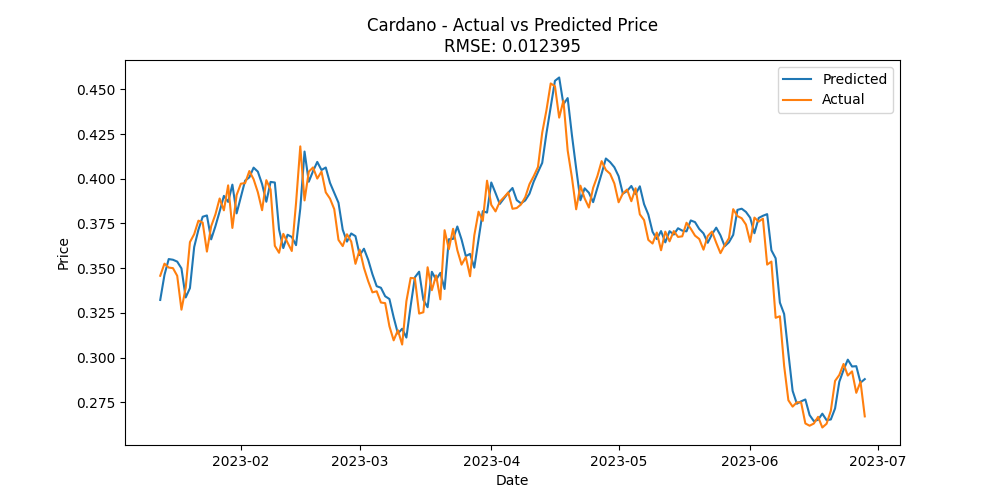 Cardano - Actual vs Predicted Price
RMSE: 0.012395
Predicted
Actual
0.450
0.425
0.400
0.375
0.350
0.325
0.300
0.275
Price
2023-02
2023-03
2023-04
2023-05
2023-06
2023-07
Date